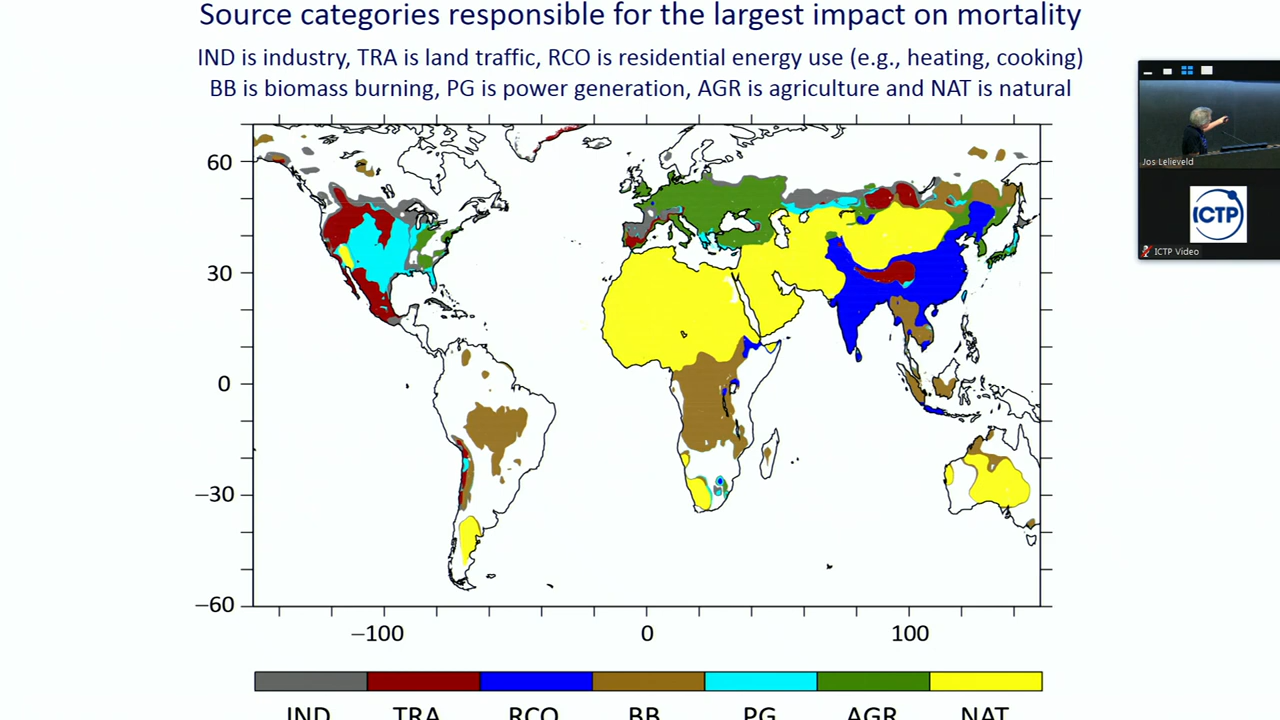 Source categories responsible for the largest impact on mortality
IND is industry, TRA is land traffic, RCO is residential energy use (e.g., heating, cooking)
BB is biomass burning, PG is power generation, AGR is agriculture and NAT is natural
60
30
0
−30
−60
−100
0
100
IND
TRA
RCO
BB
PG
AGR
NAT
Jos Lelieveld
ICTP
ICTP Video